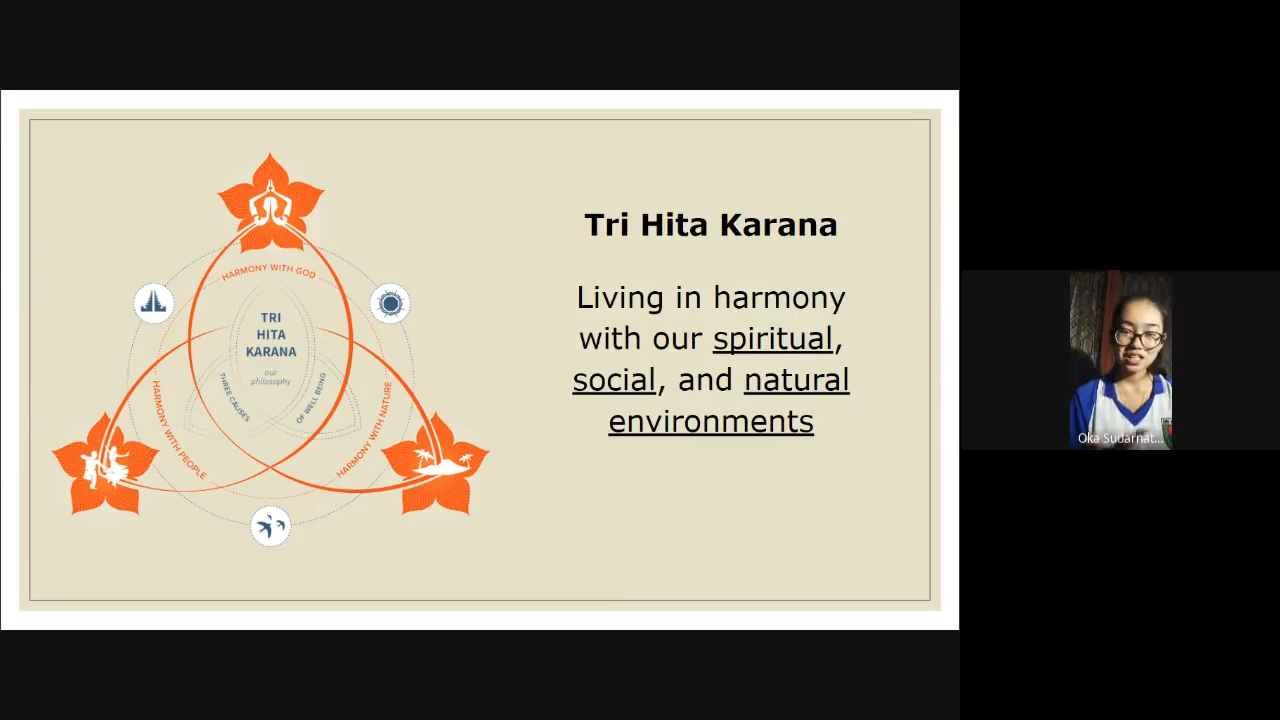 HARMONY WITH GOD
TRI
HITA
KARANA
our
philosophy
THREE CAUSES
OF WELL BEING
HARMONY WITH PEOPLE
HARMONY WITH NATURE
Tri Hita Karana
Living in harmony
with our spiritual,
social, and natural
environments
Oka Sudarnat...